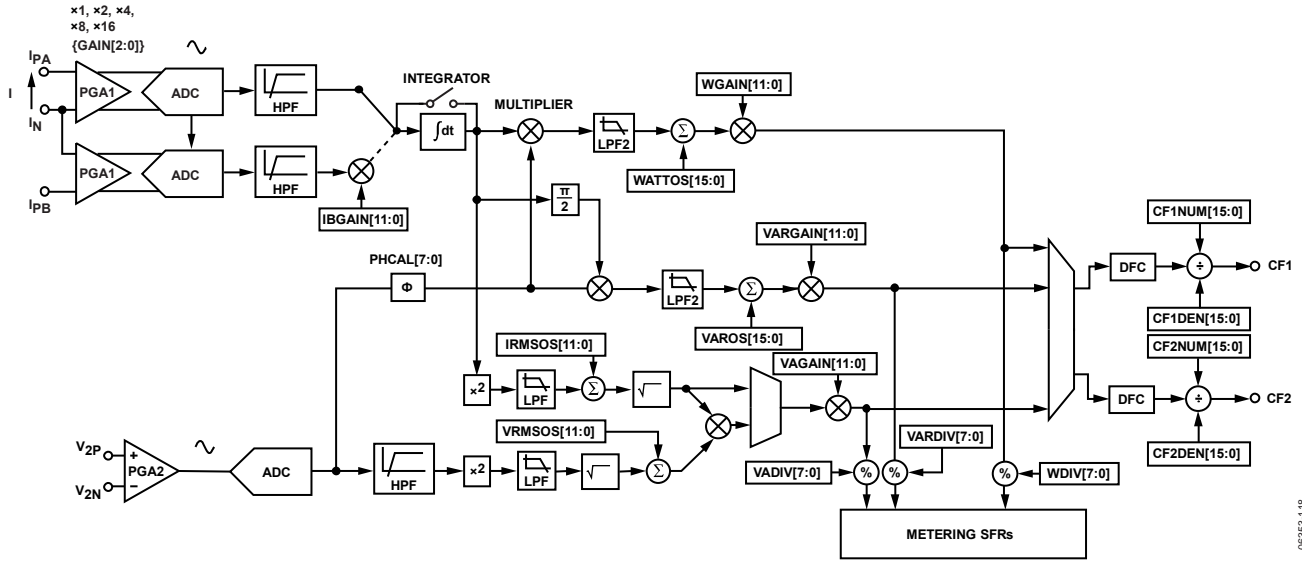 ×1, ×2, ×4,
×8, ×16
{GAIN[2:0]}
IPA
I
IN
IPB
PGA1
ADC
HPF
PGA1
ADC
HPF
IBGAIN[11:0]
INTEGRATOR
∫dt
MULTIPLIER
LPF2
Σ
WATTOS[15:0]
WGAIN[11:0]
π
2
PHCAL[7:0]
Φ
LPF2
Σ
VAROS[15:0]
VARGAIN[11:0]
IRMSOS[11:0]
×2
LPF
Σ
√
VAGAIN[11:0]
VRMSOS[11:0]
V2P
V2N
+
−
PGA2
ADC
HPF
×2
LPF
√
Σ
VADIV[7:0]
%
%
VARDIV[7:0]
%
WDIV[7:0]
METERING SFRs
CF1NUM[15:0]
DFC
÷
CF1
CF1DEN[15:0]
CF2NUM[15:0]
DFC
÷
CF2
CF2DEN[15:0]
06353-148